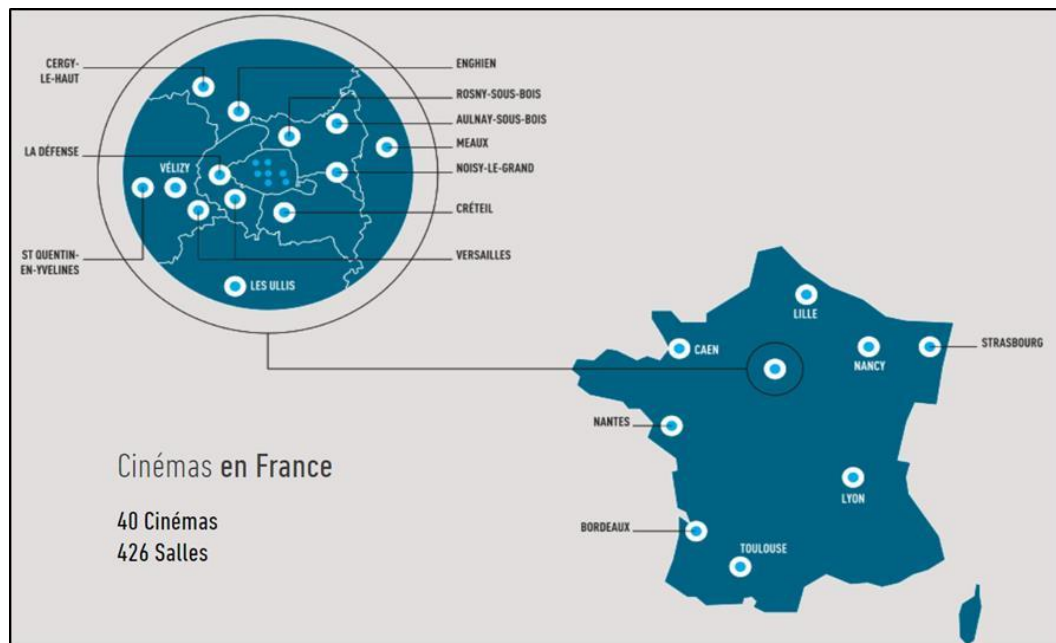 CERGY-
LE-HAUT
ENGHIEN
ROSNY-SOUS-BOIS
AULNAY-SOUS-BOIS
MEAUX
LA DÉFENSE
VÉLIZY
NOISY-LE-GRAND
CRÉTEIL
ST QUENTIN-
EN-YVELINES
VERSAILLES
LES ULLIS
LILLE
CAEN
NANCY
STRASBOURG
NANTES
Cinémas en France
LYON
40 Cinémas
BORDEAUX
426 Salles
TOULOUSE